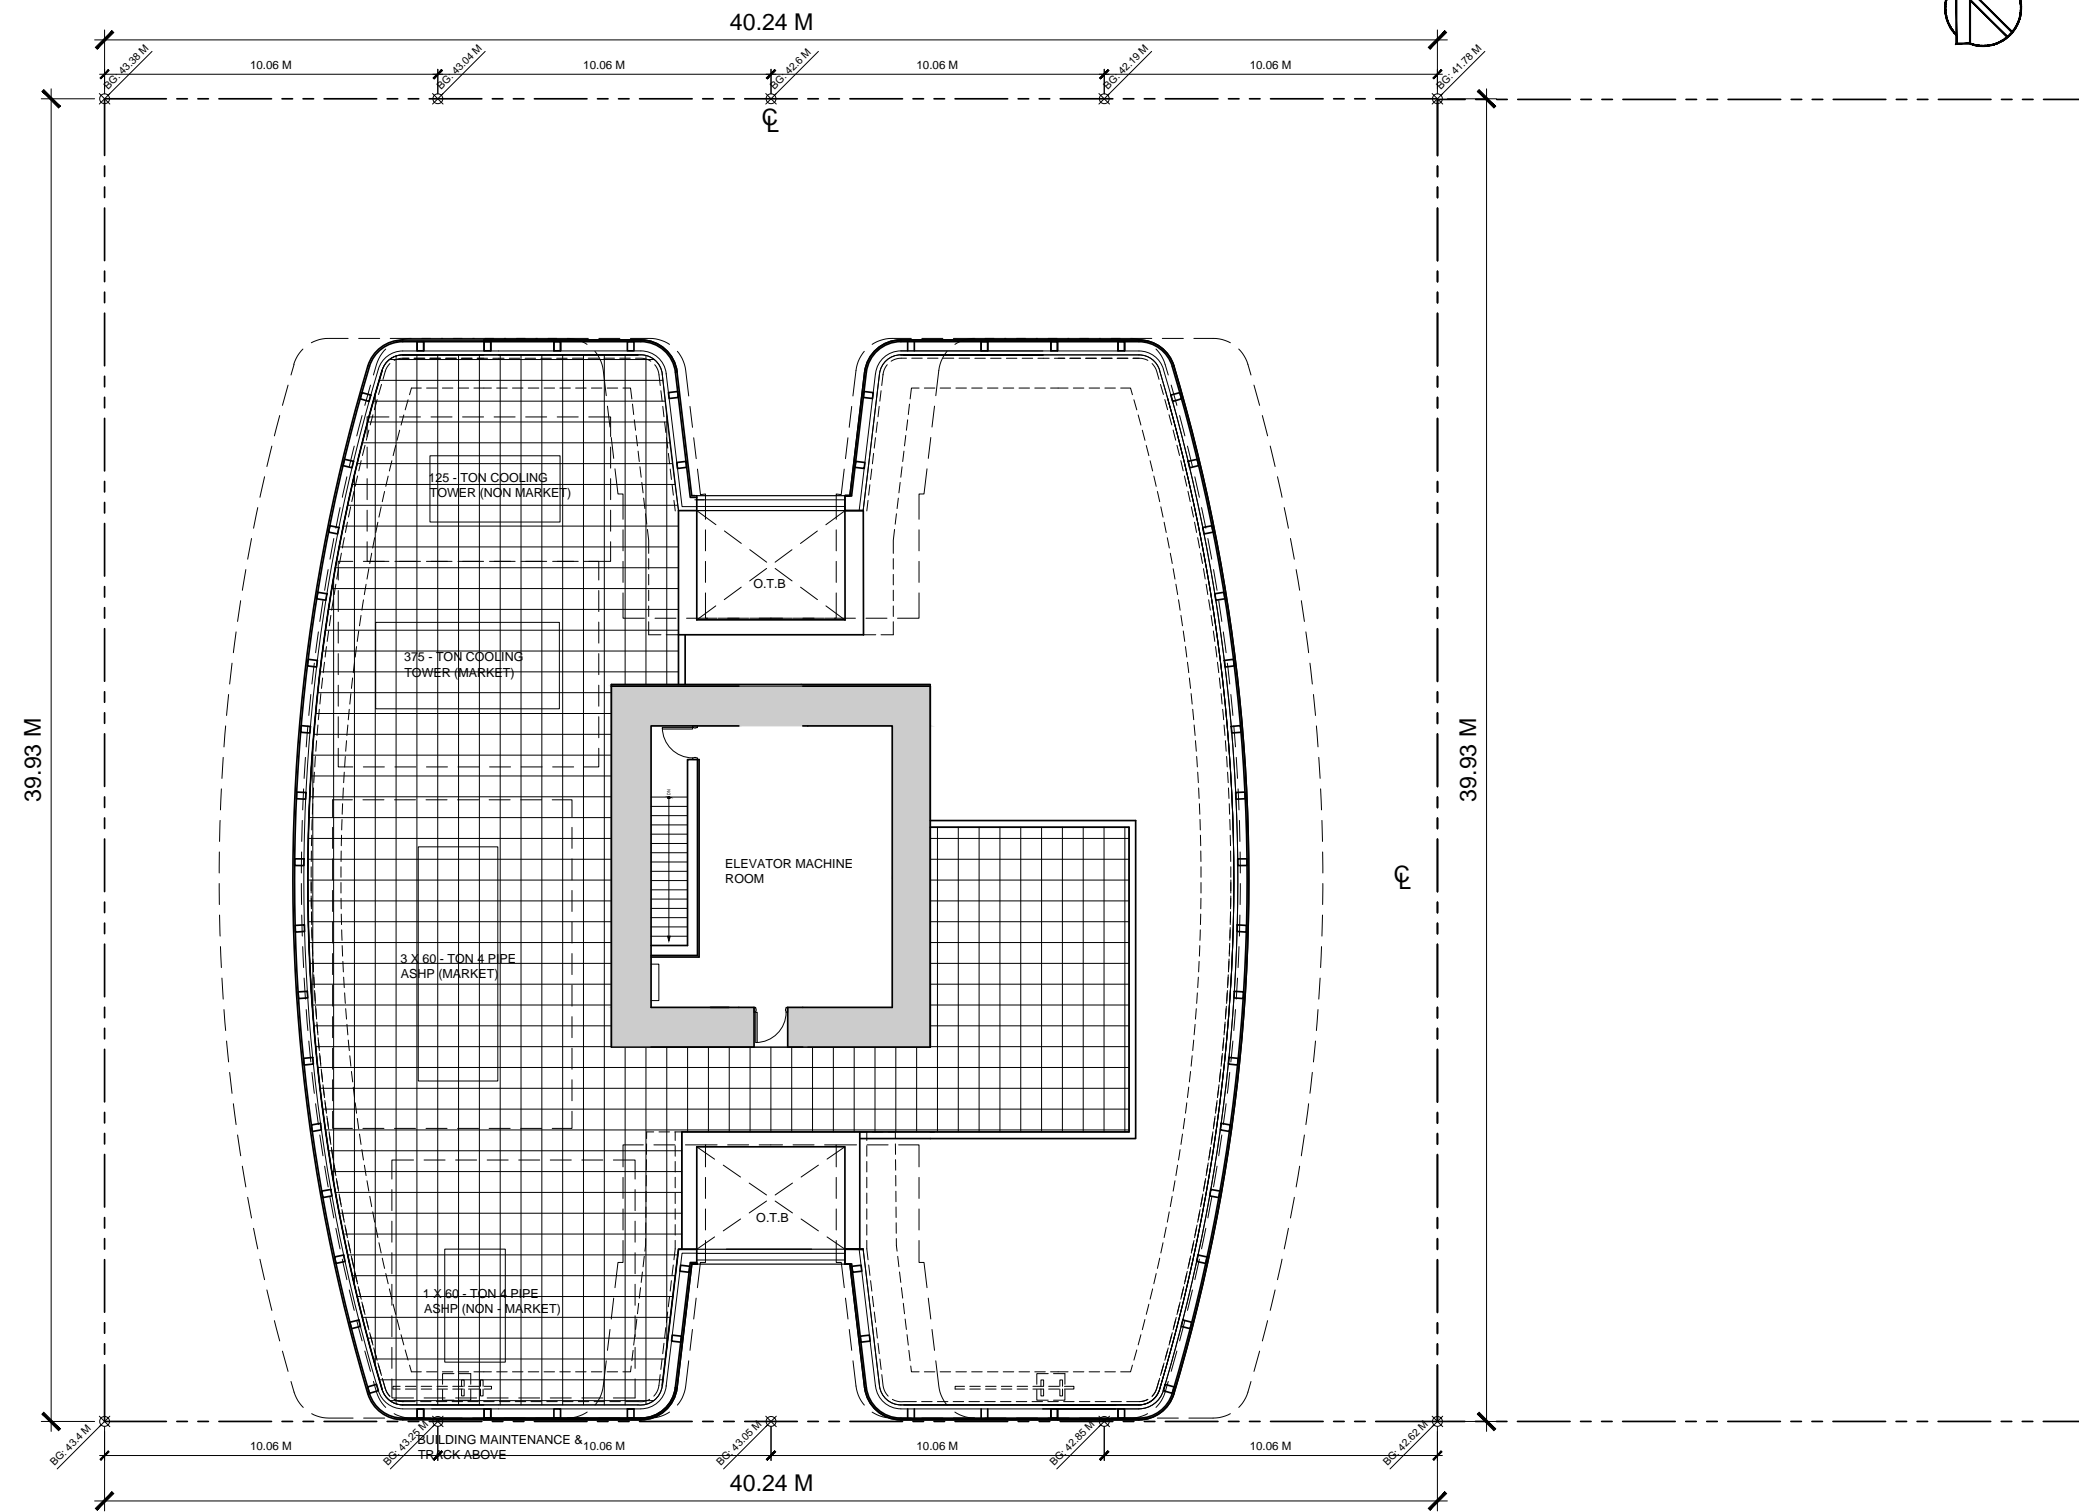 40.24 M
BG: 43.38 M
BG: 43.04 M
BG: 42.6 M
BG: 42.19 M
BG: 41.78 M
10.06 M
10.06 M
10.06 M
10.06 M
℄
125 - TON COOLING
TOWER (NON MARKET)
O.T.B
375 - TON COOLING
TOWER (MARKET)
39.93 M
39.93 M
DN
ELEVATOR MACHINE
ROOM
℄
3 X 60 - TON 4 PIPE
ASHP (MARKET)
O.T.B
1 X 60 - TON 4 PIPE
ASHP (NON - MARKET)
BG: 43.4 M
BG: 43.25 M
BG: 43.05 M
BG: 42.85 M
BG: 42.62 M
BUILDING MAINTENANCE &
TRACK ABOVE
10.06 M
10.06 M
10.06 M
10.06 M
40.24 M